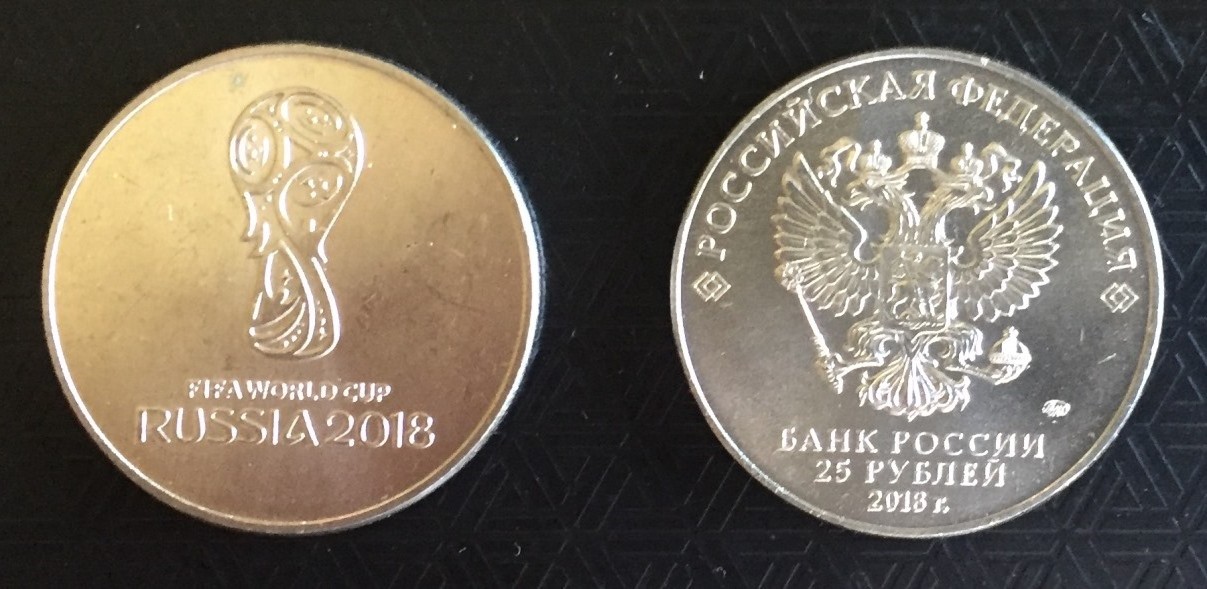 FIFA WORLD CUP
RUSSIA 2018
РОССИЙСКАЯ ФЕДЕРАЦИЯ
БАНК РОССИИ
25 РУБЛЕЙ
2018 г.